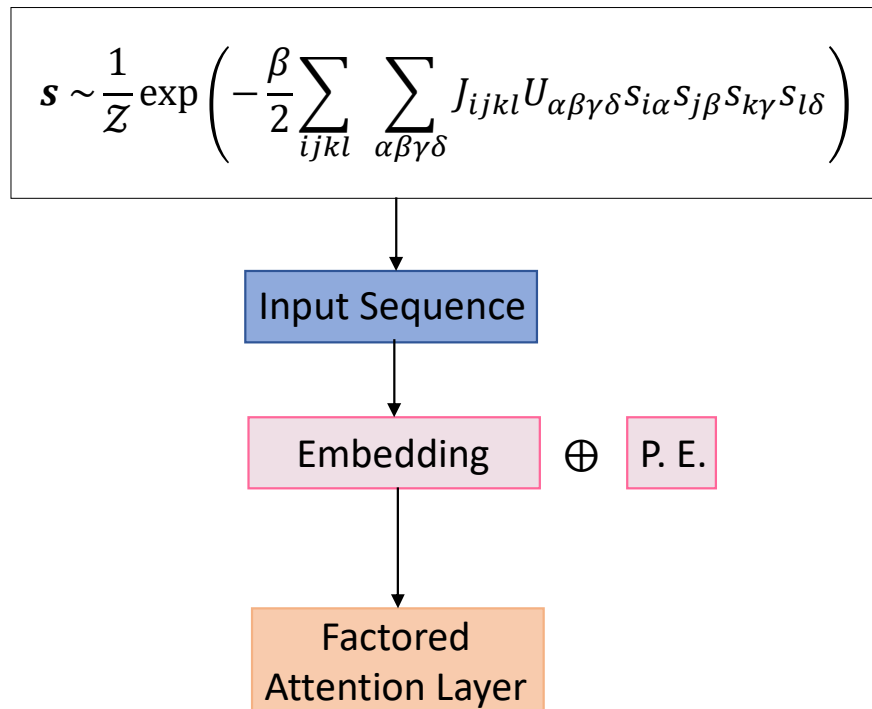 s ~ 1/𝒵 exp ( − β/2 ∑_{ijkl} ∑_{αβγδ} J_{ijkl} U_{αβγδ} s_{iα} s_{jβ} s_{kγ} s_{lδ} )
Input Sequence
Embedding ⊕ P. E.
Factored
Attention Layer